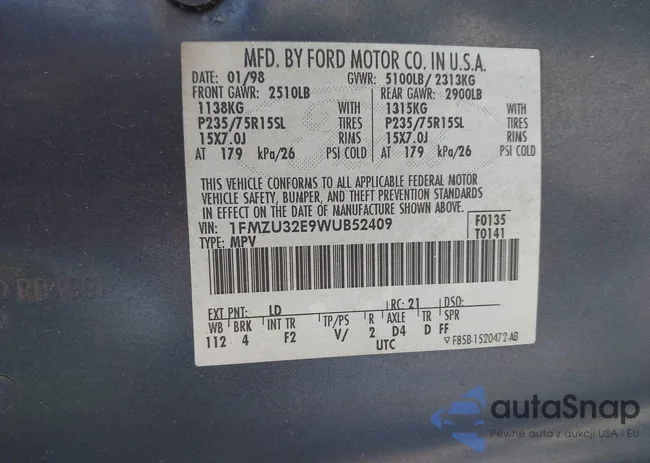 MFD. BY FORD MOTOR CO. IN U.S.A.
DATE: 01/98 GVWR: 5100LB/ 2313KG
FRONT GAWR: 2510LB REAR GAWR: 2900LB
1138KG WITH 1315KG WITH
P235/75R15SL TIRES P235/75R15SL TIRES
15X7.0J RIMS 15X7.0J RIMS
AT 179 kPa/26 PSI COLD AT 179 kPa/26 PSI COLD
THIS VEHICLE CONFORMS TO ALL APPLICABLE FEDERAL MOTOR
VEHICLE SAFETY, BUMPER, AND THEFT PREVENTION STANDARDS
IN EFFECT ON THE DATE OF MANUFACTURE SHOWN ABOVE.
VIN: 1FMZU32E9WUB52409 F0135
TYPE: MPV T0141
EXT PNT: LD RC: 21 DSO:
WB BRK INT TR TP/PS R AXLE TR SPR
112 4 F2 V/ 2 D4 D FF
UTC F85B-1520472-AB
autaSnap
Pewne auta z aukcji USA i EU